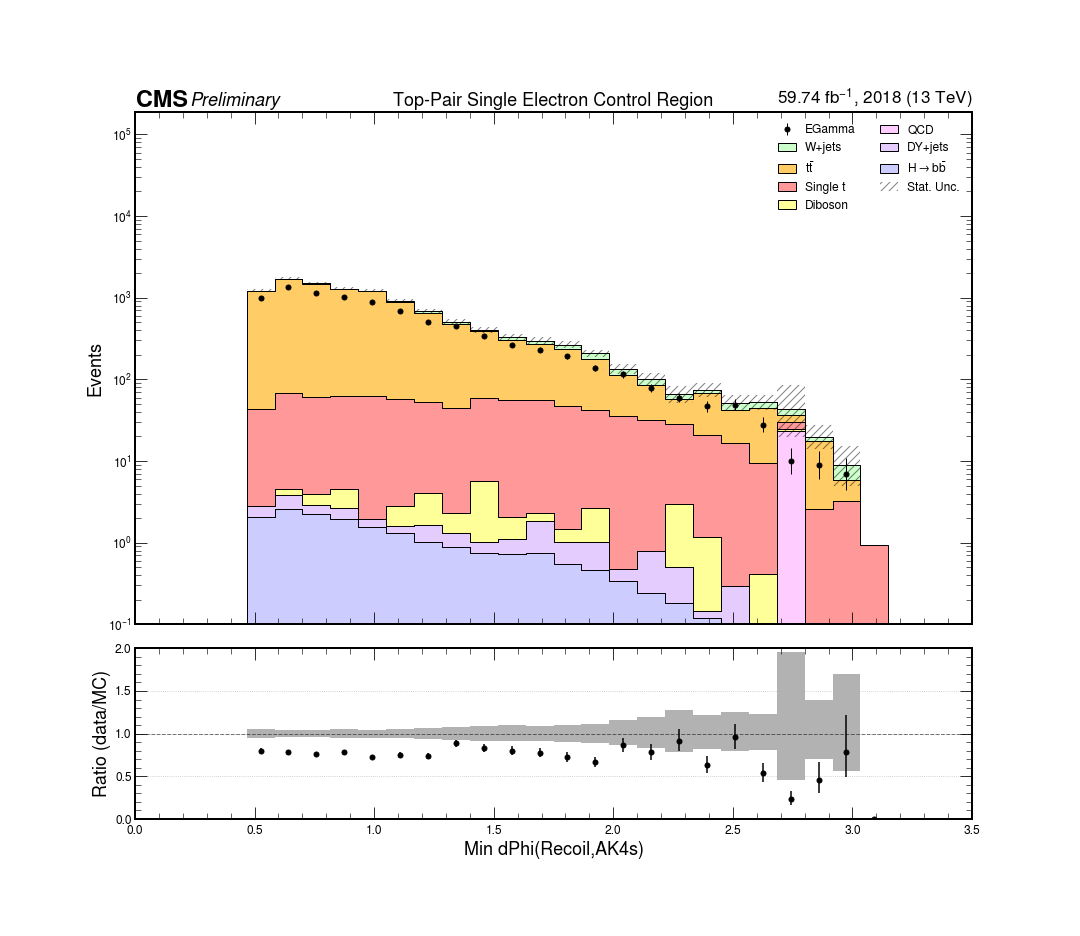 CMS Preliminary Top-Pair Single Electron Control Region 59.74 fb⁻¹, 2018 (13 TeV)
EGamma QCD
W+jets DY+jets
tt̄ H→bb̄
Single t Stat. Unc.
Diboson
10⁵
10⁴
10³
10²
10¹
10⁰
10⁻¹
Events
2.0
1.5
1.0
0.5
0.0
Ratio (data/MC)
0.0 0.5 1.0 1.5 2.0 2.5 3.0 3.5
Min dPhi(Recoil,AK4s)